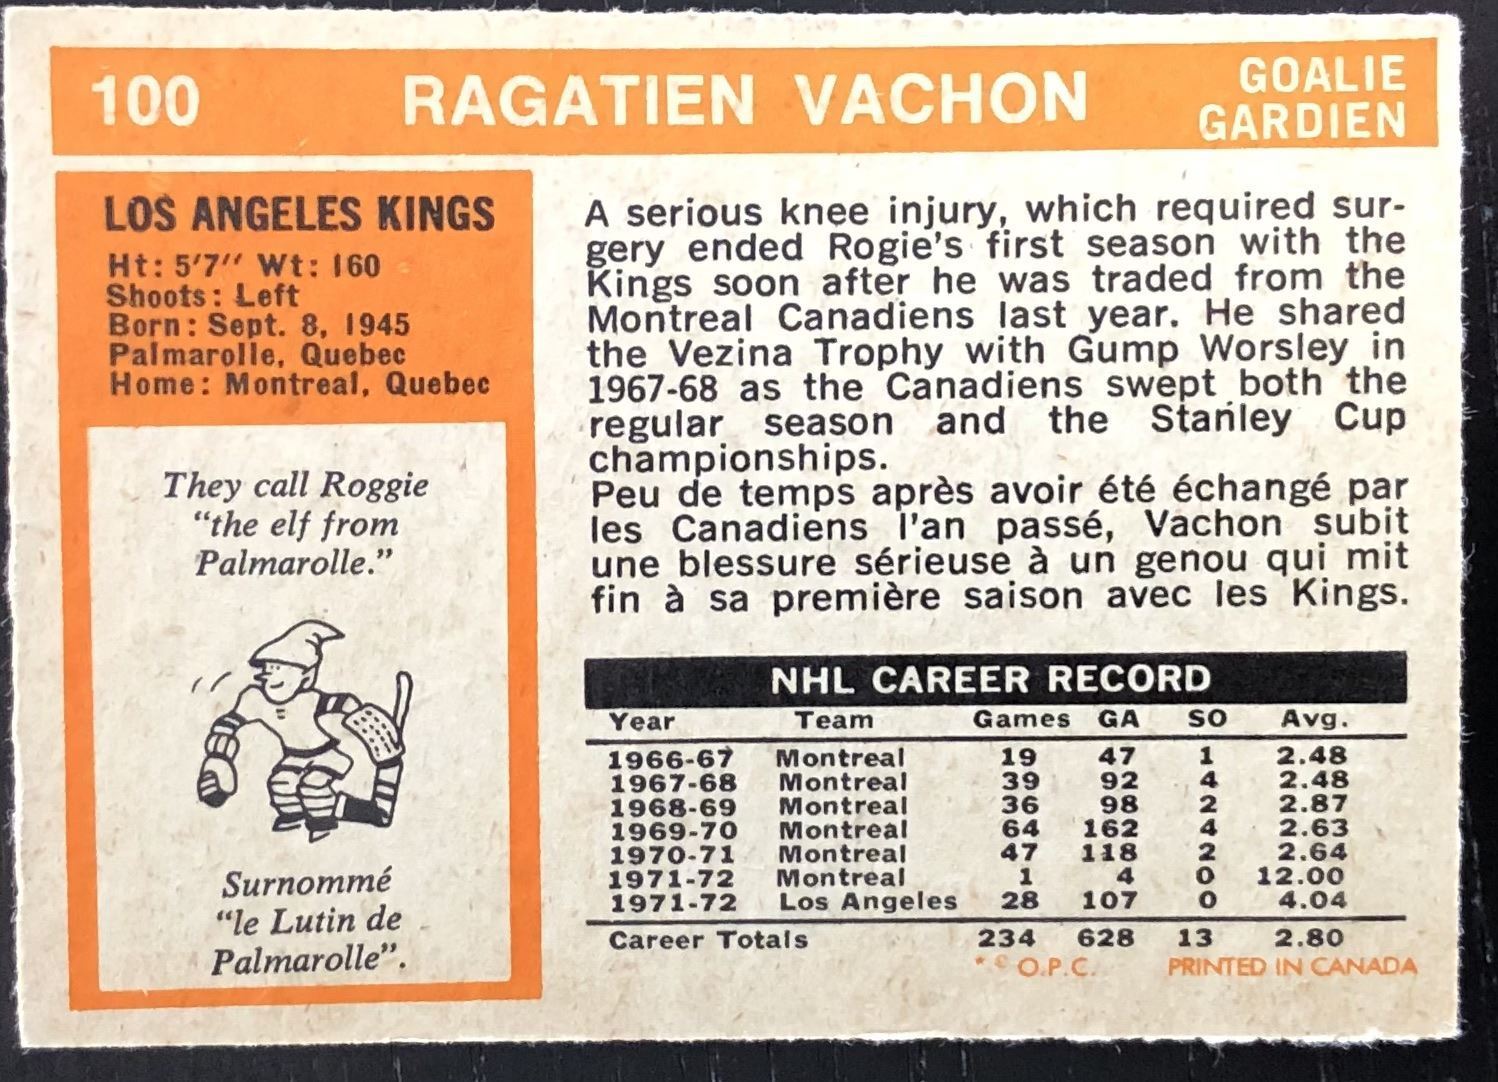 100 RAGATIEN VACHON GOALIE
GARDIEN
LOS ANGELES KINGS
Ht: 5'7" Wt: 160
Shoots: Left
Born: Sept. 8, 1945
Palmarolle, Quebec
Home: Montreal, Quebec
They call Roggie
“the elf from
Palmarolle.”
Surnommé
“le Lutin de
Palmarolle”.
A serious knee injury, which required sur-
gery ended Rogie's first season with the
Kings soon after he was traded from the
Montreal Canadiens last year. He shared
the Vezina Trophy with Gump Worsley in
1967-68 as the Canadiens swept both the
regular season and the Stanley Cup
championships.
Peu de temps après avoir été échangé par
les Canadiens l'an passé, Vachon subit
une blessure sérieuse à un genou qui mit
fin à sa première saison avec les Kings.
NHL CAREER RECORD
Year Team Games GA SO Avg.
1966-67 Montreal 19 47 1 2.48
1967-68 Montreal 39 92 4 2.48
1968-69 Montreal 36 98 2 2.87
1969-70 Montreal 64 162 4 2.63
1970-71 Montreal 47 118 2 2.64
1971-72 Montreal 1 4 0 12.00
1971-72 Los Angeles 28 107 0 4.04
Career Totals 234 628 13 2.80
* © O.P.C. PRINTED IN CANADA